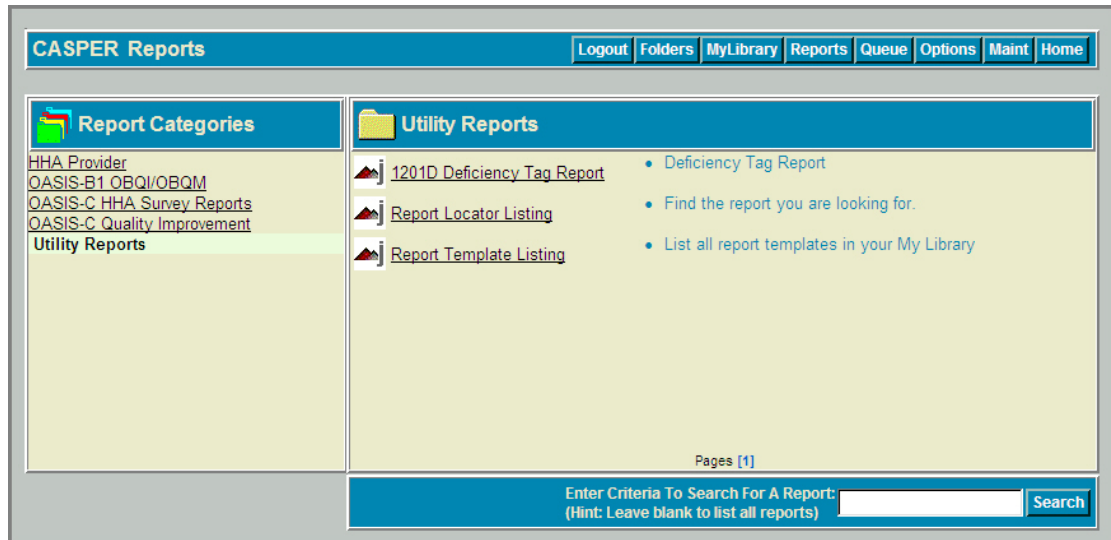 CASPER Reports
Logout Folders MyLibrary Reports Queue Options Maint Home
Report Categories
HHA Provider
OASIS-B1 OBQI/OBQM
OASIS-C HHA Survey Reports
OASIS-C Quality Improvement
Utility Reports
Utility Reports
1201D Deficiency Tag Report • Deficiency Tag Report
Report Locator Listing • Find the report you are looking for.
Report Template Listing • List all report templates in your My Library
Pages [1]
Enter Criteria To Search For A Report:
(Hint: Leave blank to list all reports)
Search